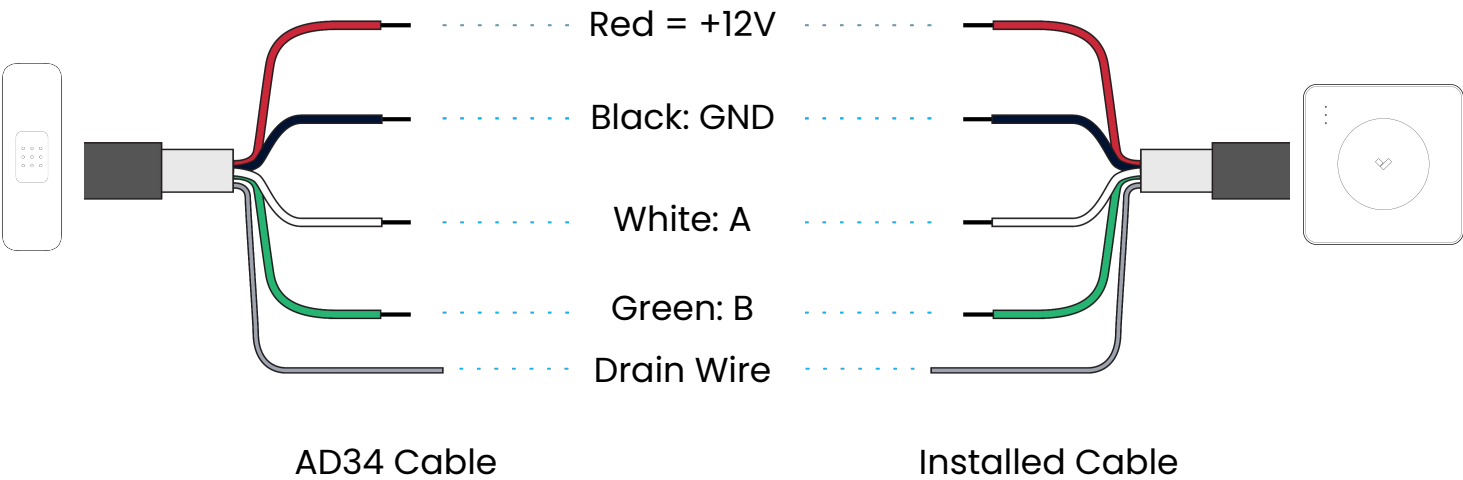 Red = +12V
Black: GND
White: A
Green: B
Drain Wire
AD34 Cable
Installed Cable